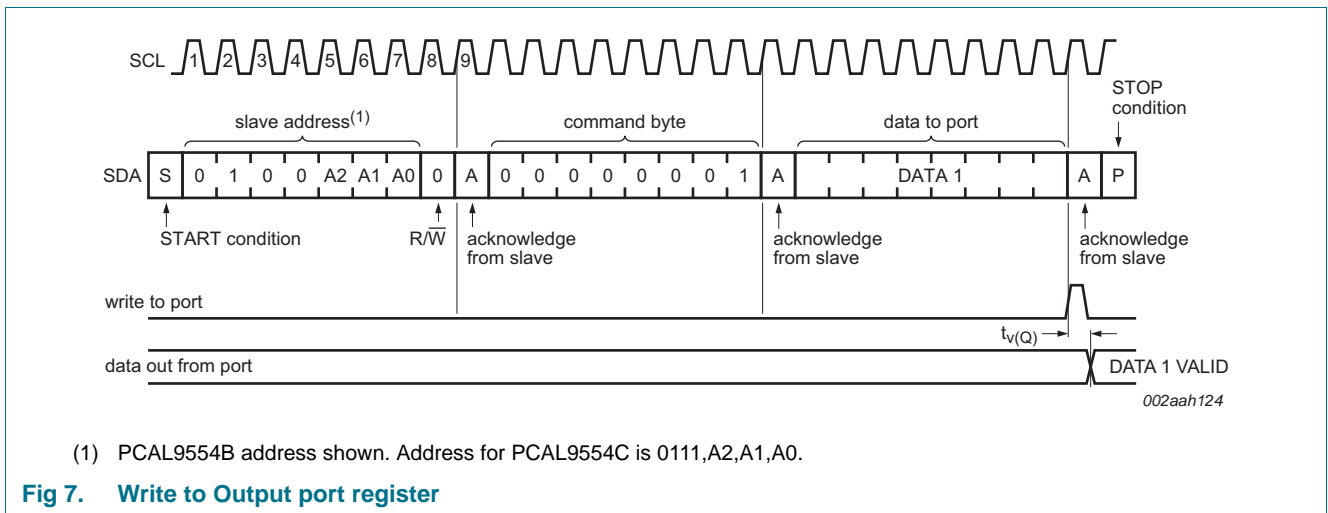 SCL 1 2 3 4 5 6 7 8 9
STOP
condition
slave address(1) command byte data to port
SDA S 0 1 0 0 A2 A1 A0 0 A 0 0 0 0 0 0 0 1 A DATA 1 A P
START condition R/W̅ acknowledge
from slave acknowledge
from slave acknowledge
from slave
write to port
tv(Q)
data out from port DATA 1 VALID
002aah124
(1) PCAL9554B address shown. Address for PCAL9554C is 0111,A2,A1,A0.
Fig 7. Write to Output port register